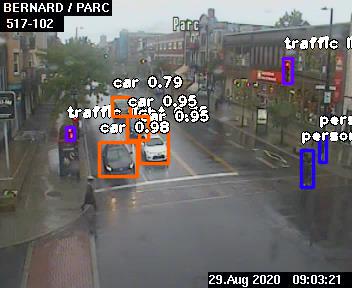 BERNARD / PARC
517-102
Parc
traffic l
car 0.79
car 0.95
traffic light
car 0.95
car 0.98
pers
person
29.Aug 2020 09:03:21